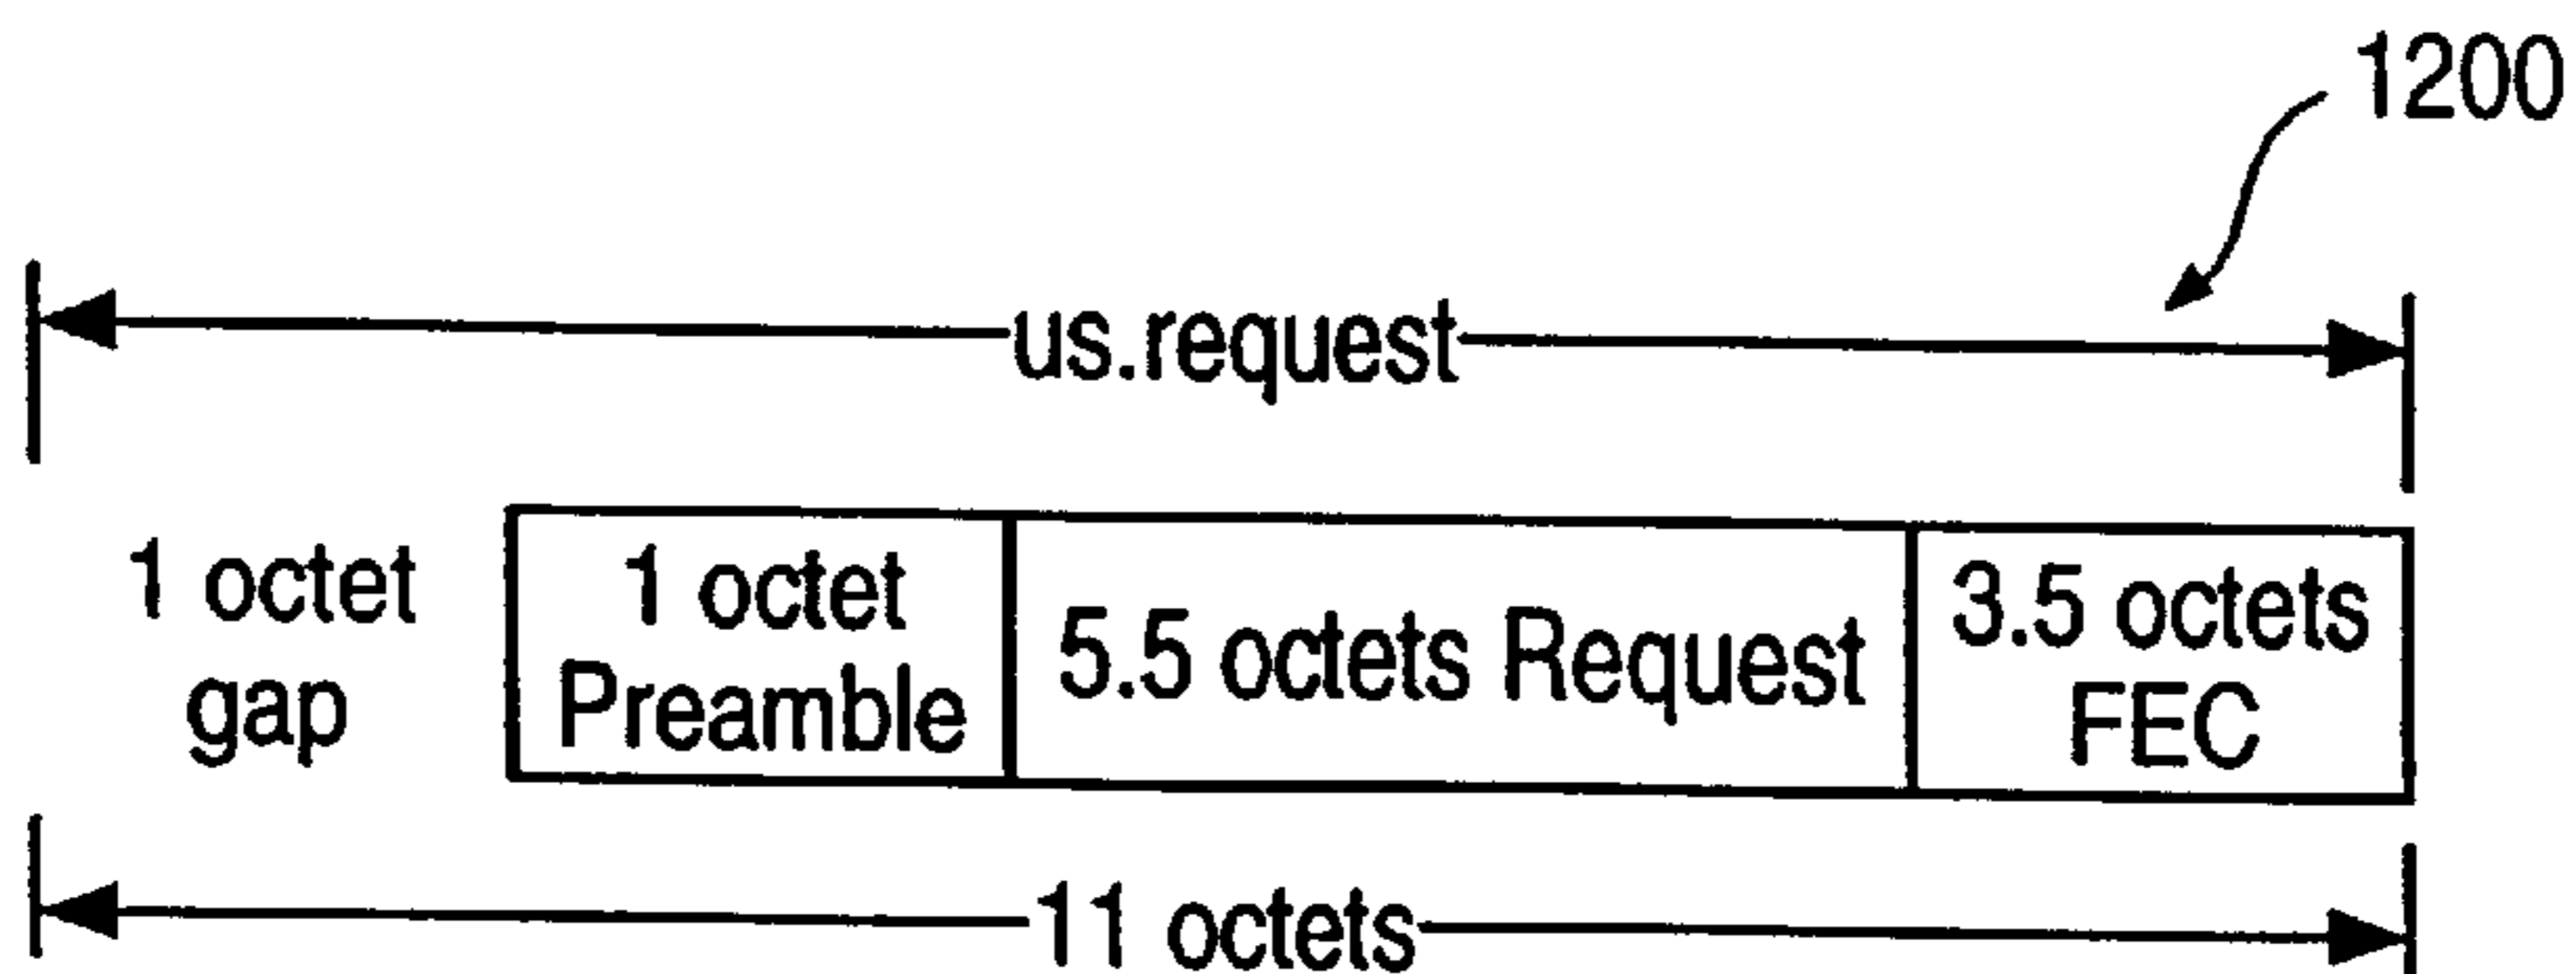 1200
us.request
1 octet
gap
1 octet
Preamble
5.5 octets Request
3.5 octets
FEC
11 octets